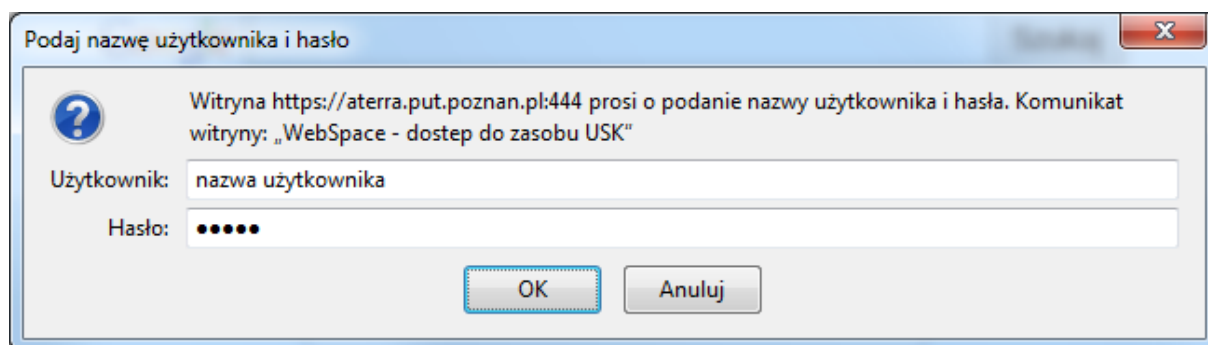 Podaj nazwę użytkownika i hasło
Szukaj
Witryna https://aterra.put.poznan.pl:444 prosi o podanie nazwy użytkownika i hasła. Komunikat
witryny: „WebSpace - dostep do zasobu USK“
Użytkownik: nazwa użytkownika
Hasło: •••••
OK Anuluj